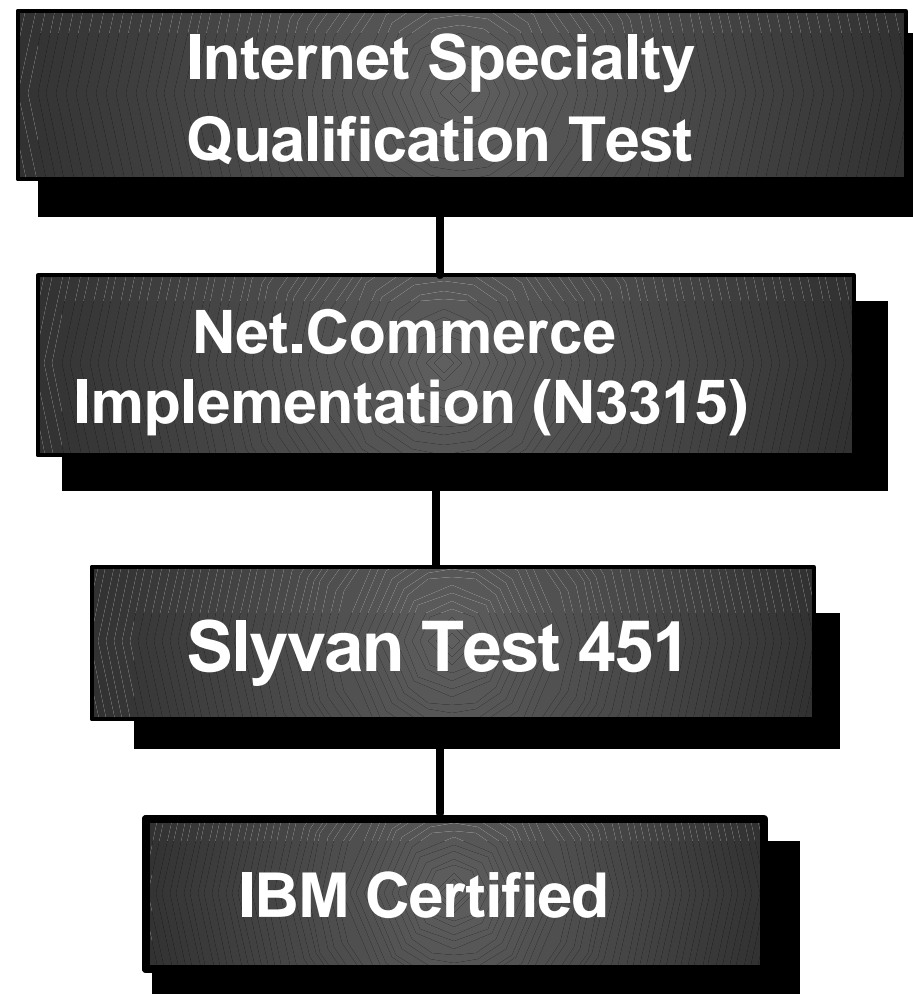 Internet Specialty
Qualification Test
Net.Commerce
Implementation (N3315)
Slyvan Test 451
IBM Certified